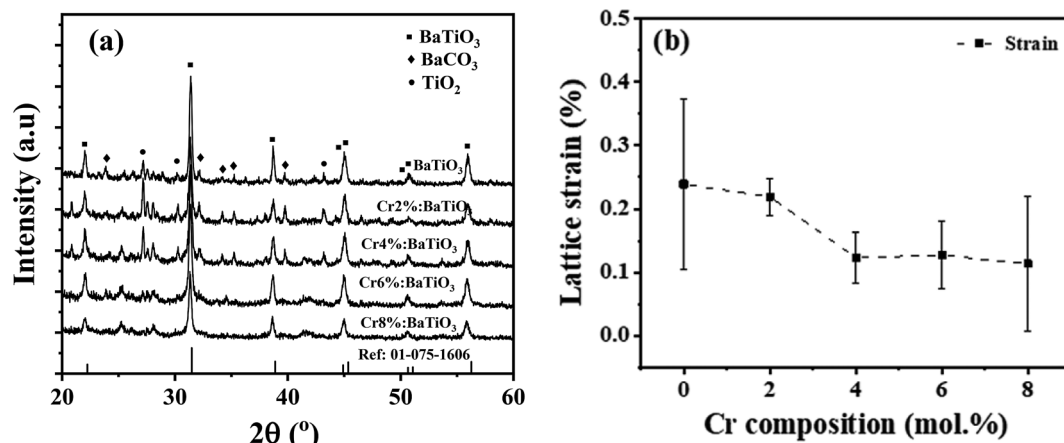 (a)
■ BaTiO₃
♦ BaCO₃
● TiO₂
BaTiO₃
Cr2%:BaTiO
Cr4%:BaTiO₃
Cr6%:BaTiO₃
Cr8%:BaTiO₃
Ref: 01-075-1606
Intensity (a.u)
20 30 40 50 60
2θ (°)
(b)
Strain
0.5
0.4
0.3
0.2
0.1
0.0
Lattice strain (%)
0 2 4 6 8
Cr composition (mol.%)